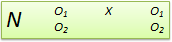 N O₁ X O₁
O₂ O₂